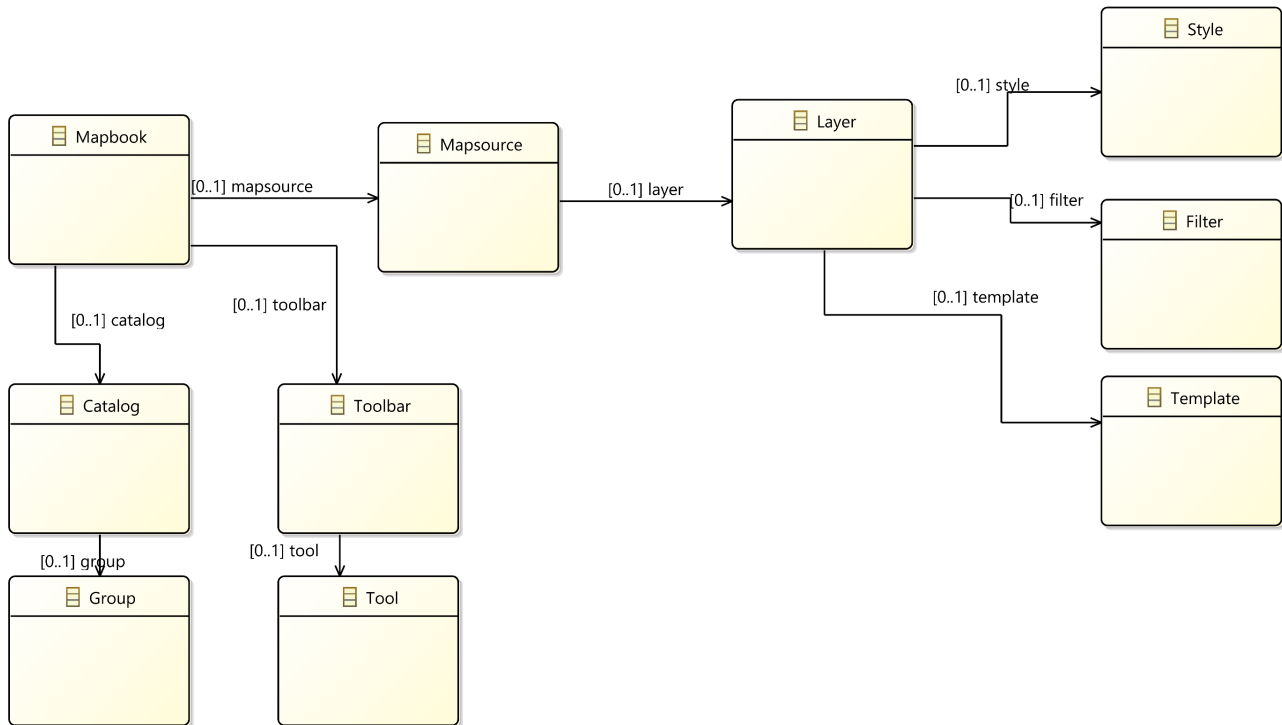 Style
[0..1] style
Layer
Mapbook
Mapsource
[0..1] mapsource
[0..1] layer
[0..1] filter
Filter
[0..1] template
[0..1] toolbar
[0..1] catalog
Template
Catalog
Toolbar
[0..1] tool
[0..1] group
Group
Tool